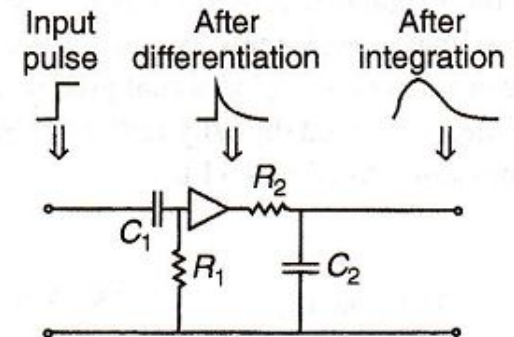 Input
pulse
After
differentiation
After
integration
C₁
R₁
R₂
C₂